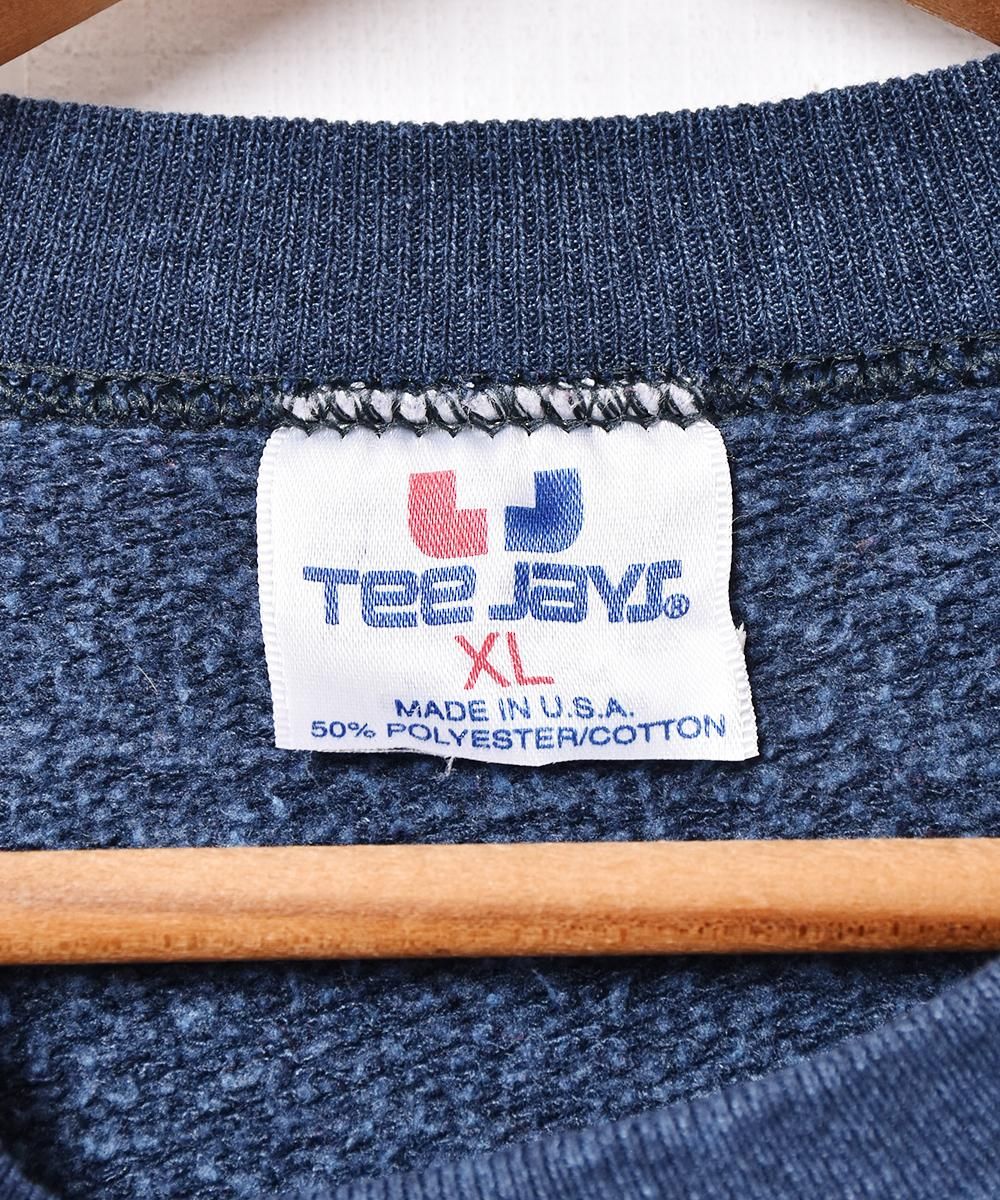 Tee Jays®
XL
MADE IN U.S.A.
50% POLYESTER/COTTON